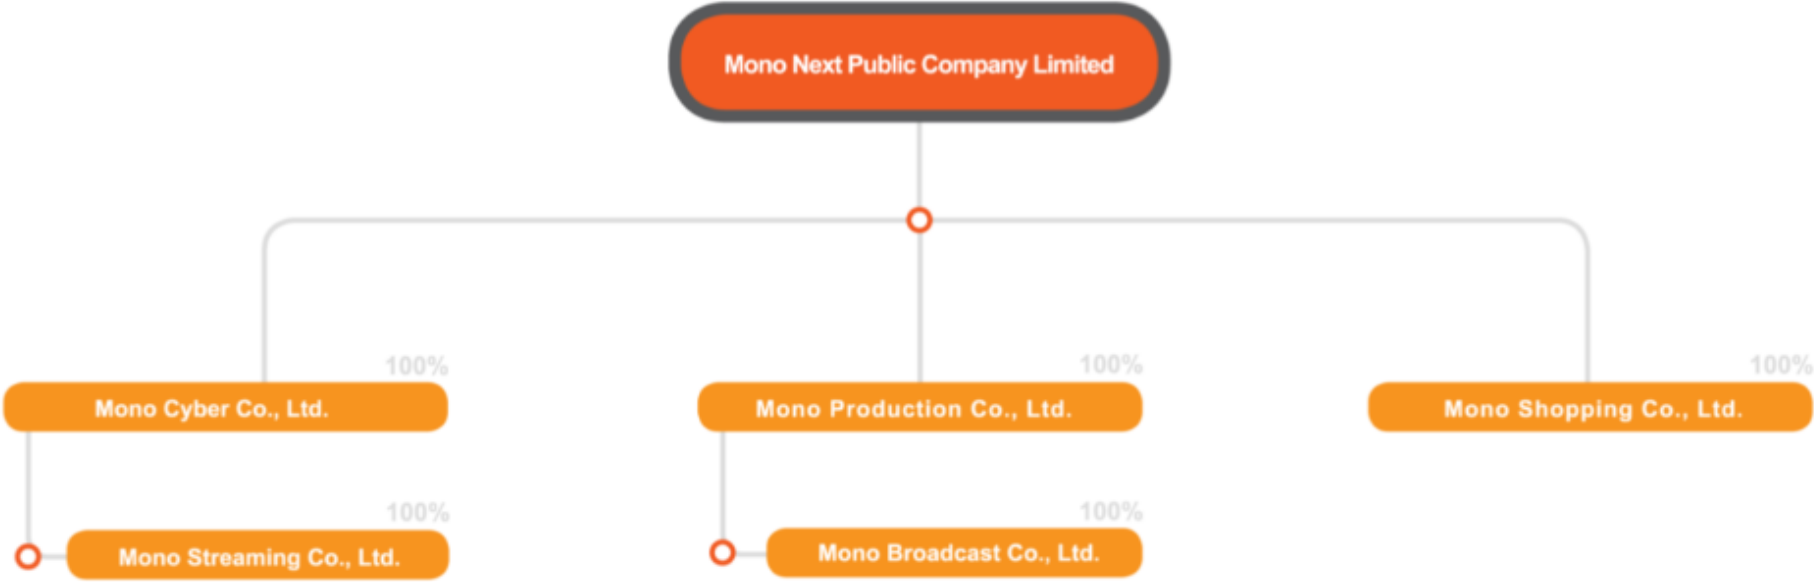 Mono Next Public Company Limited
100%
Mono Cyber Co., Ltd.
100%
Mono Streaming Co., Ltd.
100%
Mono Production Co., Ltd.
100%
Mono Broadcast Co., Ltd.
100%
Mono Shopping Co., Ltd.